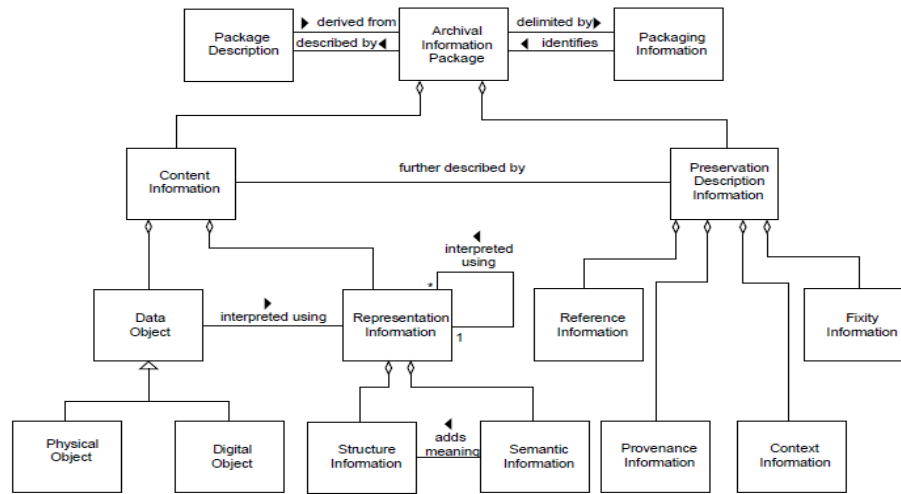 Package
Description
▶ derived from
described by◀
Archival
Information
Package
delimited by▶
◀ identifies
Packaging
Information
Content
Information
further described by
Preservation
Description
Information
◀
interpreted
using
*
1
Data
Object
▶
interpreted using
Representation
Information
Reference
Information
Fixity
Information
Physical
Object
Digital
Object
Structure
Information
◀
adds
meaning
Semantic
Information
Provenance
Information
Context
Information